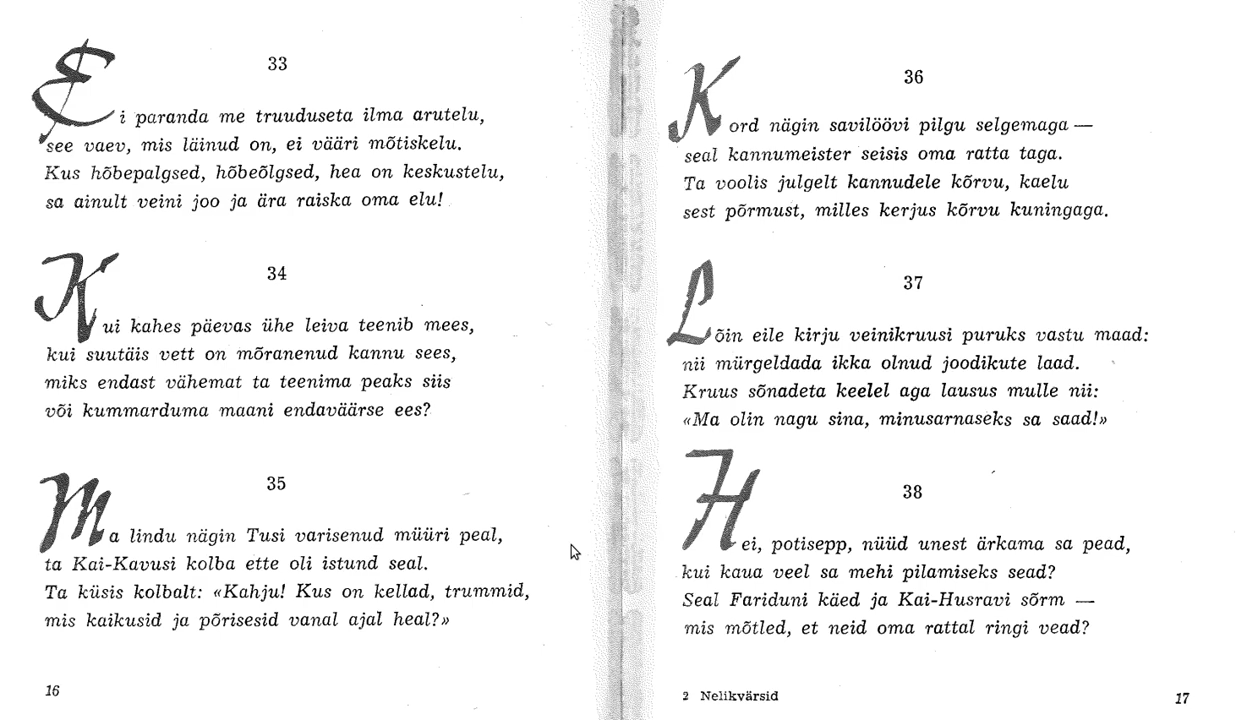 33
Ei paranda me truuduseta ilma arutelu,
see vaev, mis läinud on, ei vääri mõtiskelu.
Kus hõbepalgsed, hõbeõlgsed, hea on keskustelu,
sa ainult veini joo ja ära raiska oma elu!
34
Kui kahes päevas ühe leiva teenib mees,
kui suutäis vett on mõranenud kannu sees,
miks endast vähemat ta teenima peaks siis
või kummarduma maani endaväärse ees?
35
Ma lindu nägin Tusi varisenud müüri peal,
ta Kai-Kavusi kolba ette oli istund seal.
Ta küsis kolbalt: «Kahju! Kus on kellad, trummid,
mis kaikusid ja põrisesid vanal ajal heal?»
16
36
Kord nägin savilöövi pilgu selgemaga —
seal kannumeister seisis oma ratta taga.
Ta voolis julgelt kannudele kõrvu, kaelu
sest põrmust, milles kerjus kõrvu kuningaga.
37
Lõin eile kirju veinikruusi puruks vastu maad:
nii mürgeldada ikka olnud joodikute laad.
Kruus sõnadeta keelel aga lausus mulle nii:
«Ma olin nagu sina, minusarnaseks sa saad!»
38
Hei, potisepp, nüüd unest ärkama sa pead,
kui kaua veel sa mehi pilamiseks sead?
Seal Fariduni käed ja Kai-Husravi sõrm —
mis mõtled, et neid oma rattal ringi vead?
2 Nelikvärsid
17